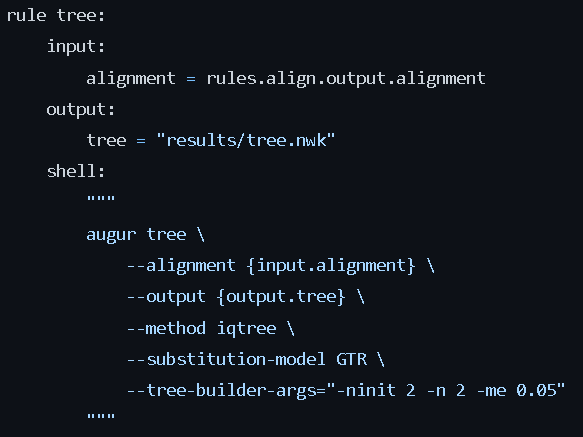 rule tree:
    input:
        alignment = rules.align.output.alignment
    output:
        tree = "results/tree.nwk"
    shell:
        """
        augur tree \
            --alignment {input.alignment} \
            --output {output.tree} \
            --method iqtree \
            --substitution-model GTR \
            --tree-builder-args="-ninit 2 -n 2 -me 0.05"
        """